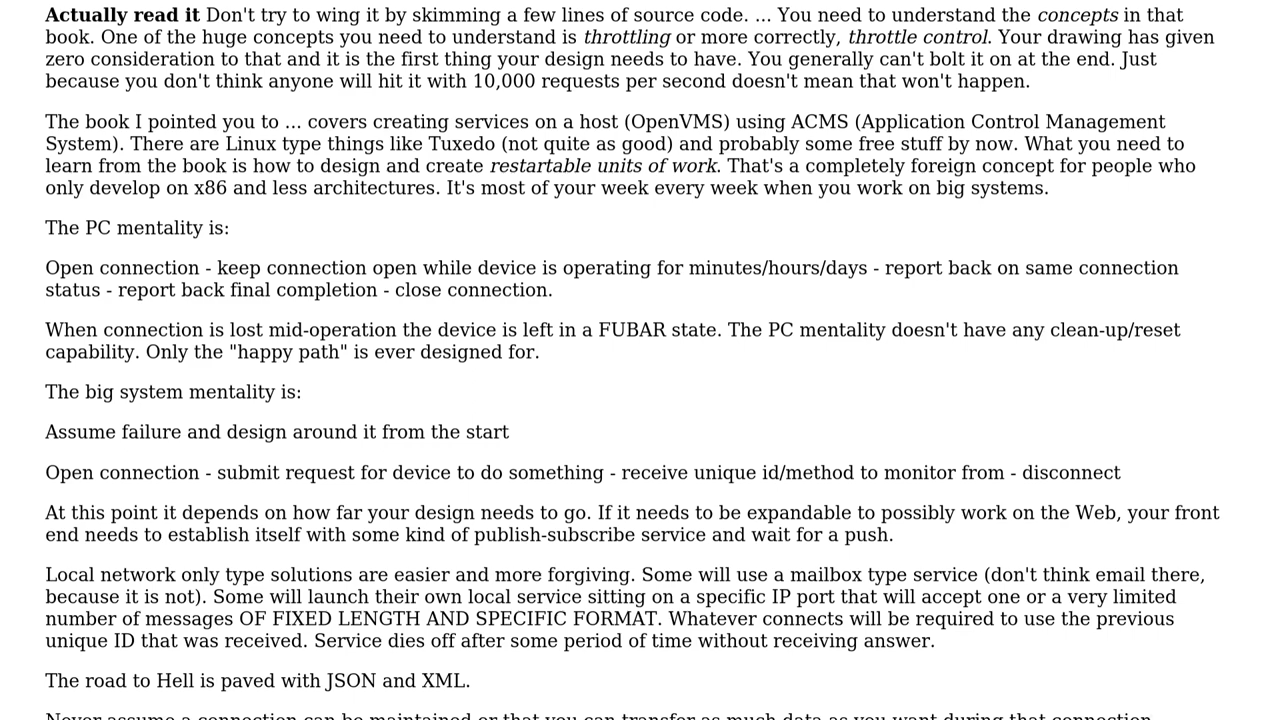 Actually read it Don't try to wing it by skimming a few lines of source code. ... You need to understand the concepts in that
book. One of the huge concepts you need to understand is throttling or more correctly, throttle control. Your drawing has given
zero consideration to that and it is the first thing your design needs to have. You generally can't bolt it on at the end. Just
because you don't think anyone will hit it with 10,000 requests per second doesn't mean that won't happen.
The book I pointed you to ... covers creating services on a host (OpenVMS) using ACMS (Application Control Management
System). There are Linux type things like Tuxedo (not quite as good) and probably some free stuff by now. What you need to
learn from the book is how to design and create restartable units of work. That's a completely foreign concept for people who
only develop on x86 and less architectures. It's most of your week every week when you work on big systems.
The PC mentality is:
Open connection - keep connection open while device is operating for minutes/hours/days - report back on same connection
status - report back final completion - close connection.
When connection is lost mid-operation the device is left in a FUBAR state. The PC mentality doesn't have any clean-up/reset
capability. Only the "happy path" is ever designed for.
The big system mentality is:
Assume failure and design around it from the start
Open connection - submit request for device to do something - receive unique id/method to monitor from - disconnect
At this point it depends on how far your design needs to go. If it needs to be expandable to possibly work on the Web, your front
end needs to establish itself with some kind of publish-subscribe service and wait for a push.
Local network only type solutions are easier and more forgiving. Some will use a mailbox type service (don't think email there,
because it is not). Some will launch their own local service sitting on a specific IP port that will accept one or a very limited
number of messages OF FIXED LENGTH AND SPECIFIC FORMAT. Whatever connects will be required to use the previous
unique ID that was received. Service dies off after some period of time without receiving answer.
The road to Hell is paved with JSON and XML.
Never assume a connection can be maintained or that you can transfer as much data as you want during that connection.